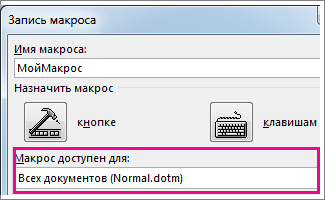 Запись макроса
Имя макроса:
МойМакрос
Назначить макрос
кнопке
клавишам
Макрос доступен для:
Всех документов (Normal.dotm)